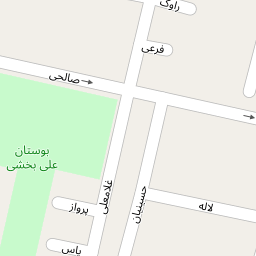 راوک
فرعی
صالحی
بوستان
علی بخشی
غلامعلی
حسینیان
لاله
پرواز
یاس